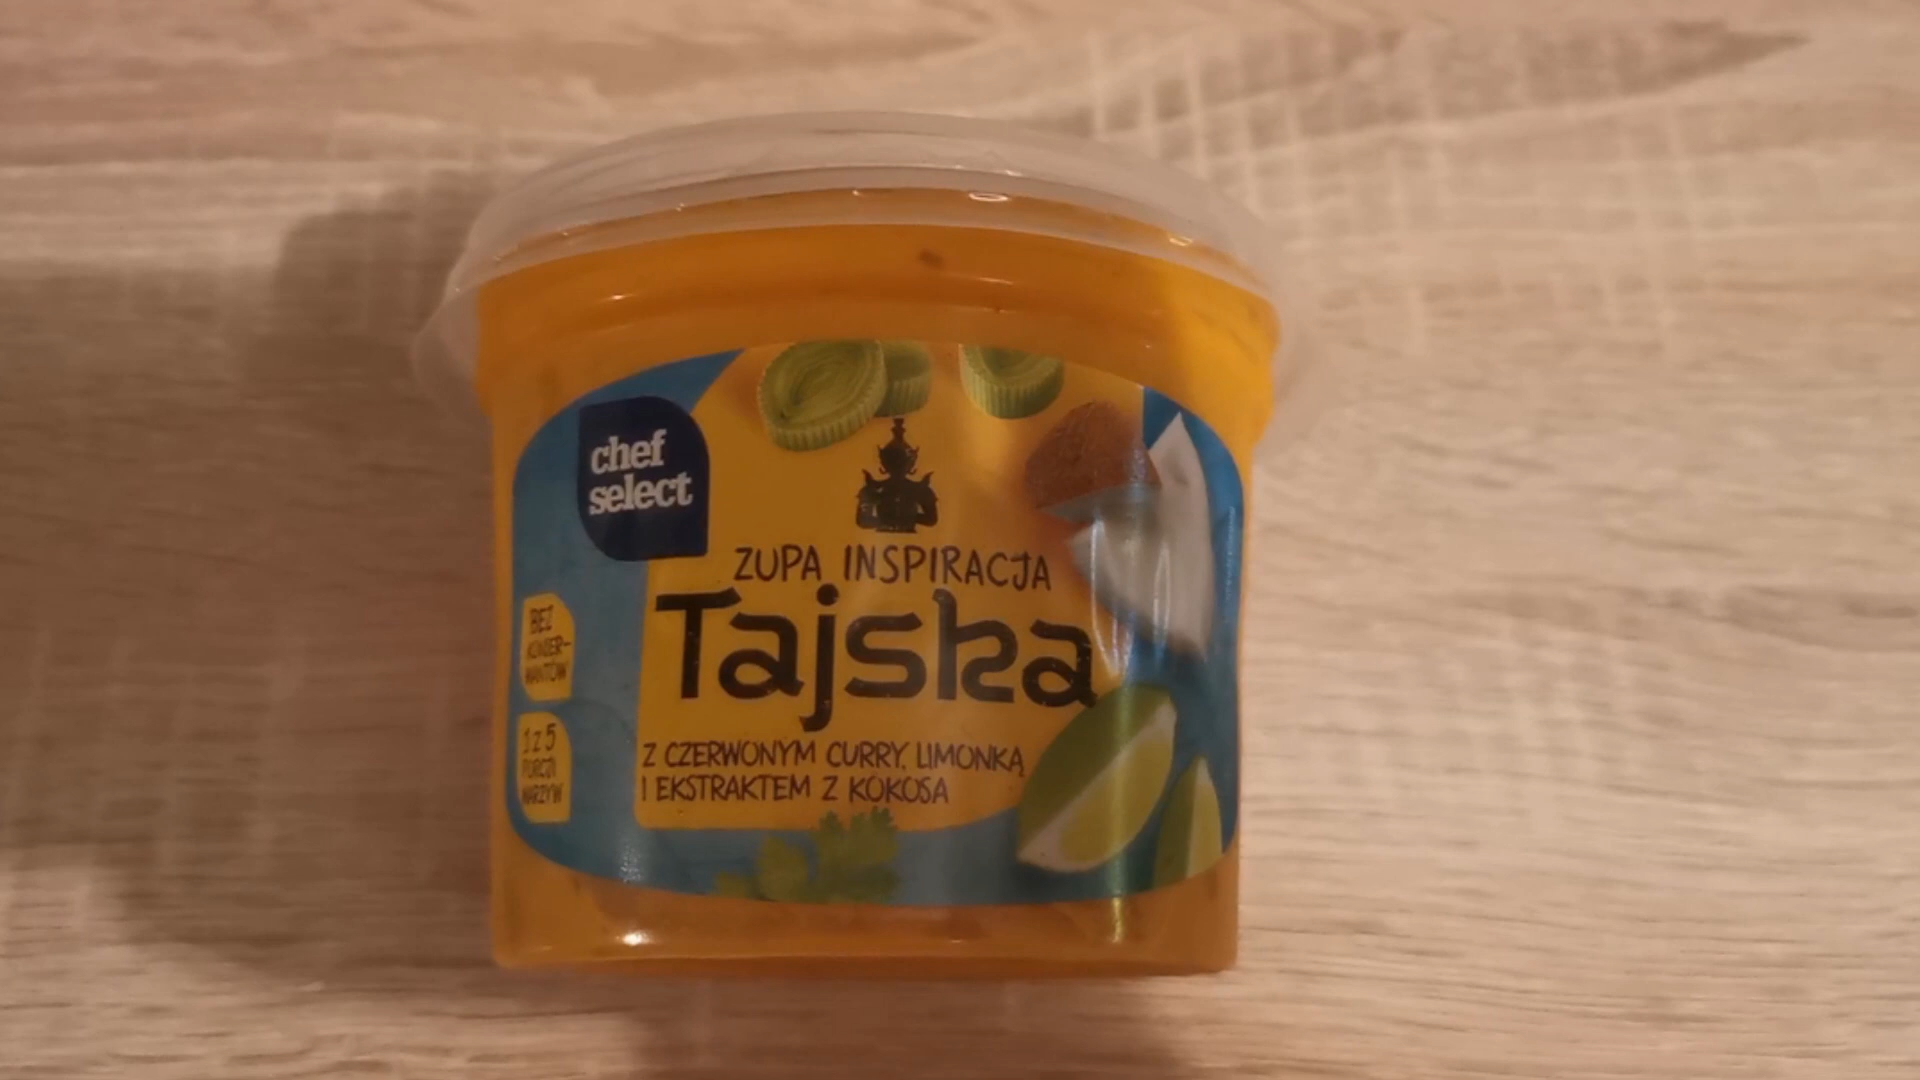 chef
select
ZUPA INSPIRACJA
Tajska
BEZ
KONSER-
WANTÓW
1 z 5
PORCJI
WARZYW
Z CZERWONYM CURRY, LIMONKĄ
I EKSTRAKTEM Z KOKOSA